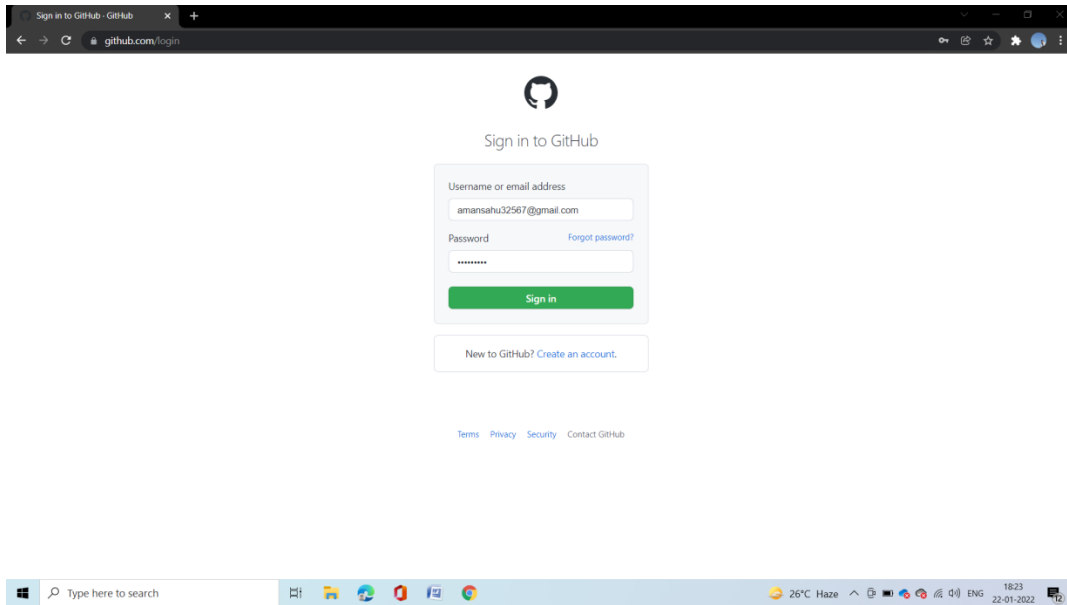 Sign in to GitHub · GitHub
github.com/login
Sign in to GitHub
Username or email address
amansahu32567@gmail.com
Password Forgot password?
•••••••••
Sign in
New to GitHub? Create an account.
Terms Privacy Security Contact GitHub
Type here to search 26°C Haze ENG 18:23
22-01-2022 12